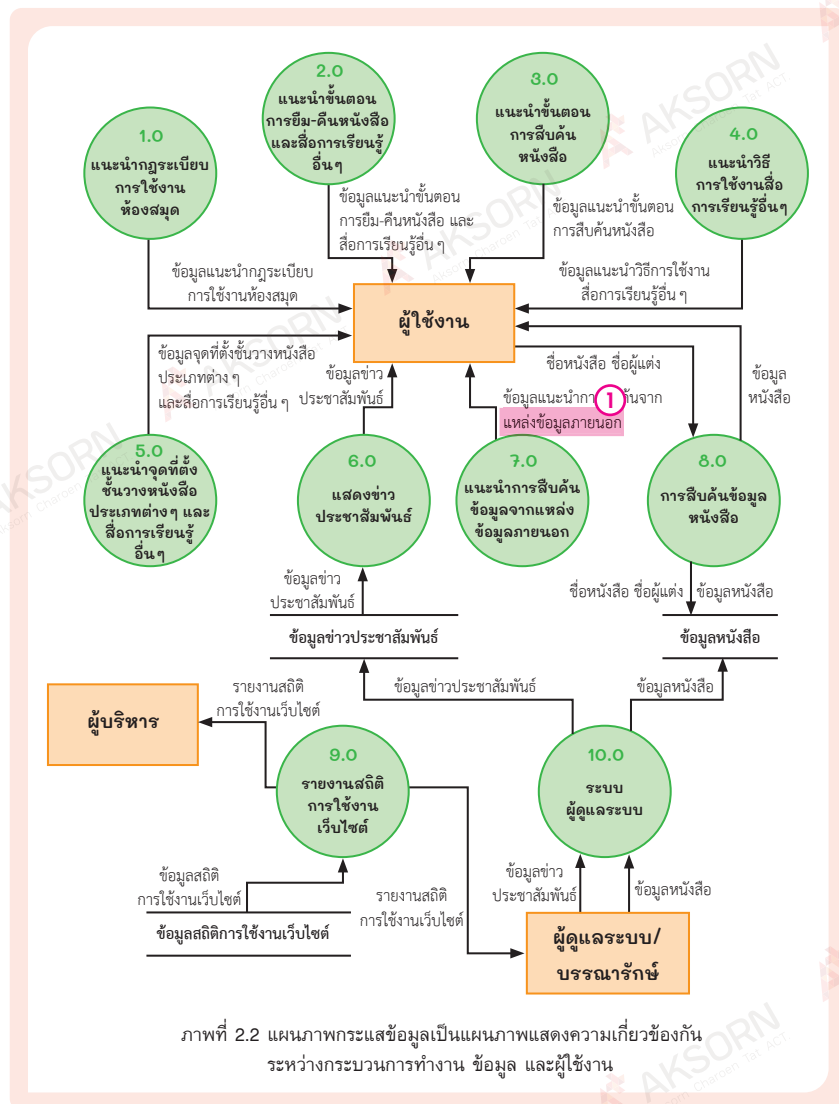 2.0
แนะนำขั้นตอน
การยืม-คืนหนังสือ
และสื่อการเรียนรู้
อื่นๆ
3.0
แนะนำขั้นตอน
การสืบค้น
หนังสือ
1.0
แนะนำกฎระเบียบ
การใช้งาน
ห้องสมุด
4.0
แนะนำวิธี
การใช้งานสื่อ
การเรียนรู้อื่นๆ
ข้อมูลแนะนำขั้นตอน
การยืม-คืนหนังสือ และ
สื่อการเรียนรู้อื่น ๆ
ข้อมูลแนะนำขั้นตอน
การสืบค้นหนังสือ
ข้อมูลแนะนำกฎระเบียบ
การใช้งานห้องสมุด
ข้อมูลแนะนำวิธีการใช้งาน
สื่อการเรียนรู้อื่น ๆ
ผู้ใช้งาน
ข้อมูลจุดที่ตั้งชั้นวางหนังสือ
ประเภทต่าง ๆ
และสื่อการเรียนรู้อื่น ๆ
ข้อมูลข่าว
ประชาสัมพันธ์
ชื่อหนังสือ ชื่อผู้แต่ง
ข้อมูล
หนังสือ
ข้อมูลแนะนำกา 1 ้นจาก
แหล่งข้อมูลภายนอก
5.0
แนะนำจุดที่ตั้ง
ชั้นวางหนังสือ
ประเภทต่างๆ และ
สื่อการเรียนรู้
อื่นๆ
6.0
แสดงข่าว
ประชาสัมพันธ์
7.0
แนะนำการสืบค้น
ข้อมูลจากแหล่ง
ข้อมูลภายนอก
8.0
การสืบค้นข้อมูล
หนังสือ
ข้อมูลข่าว
ประชาสัมพันธ์
ชื่อหนังสือ ชื่อผู้แต่ง
ข้อมูลหนังสือ
ข้อมูลข่าวประชาสัมพันธ์
ข้อมูลหนังสือ
ข้อมูลข่าวประชาสัมพันธ์
ข้อมูลหนังสือ
รายงานสถิติ
การใช้งานเว็บไซต์
ผู้บริหาร
9.0
รายงานสถิติ
การใช้งาน
เว็บไซต์
10.0
ระบบ
ผู้ดูแลระบบ
ข้อมูลสถิติ
การใช้งานเว็บไซต์
ข้อมูลสถิติการใช้งานเว็บไซต์
รายงานสถิติ
การใช้งานเว็บไซต์
ข้อมูลข่าว
ประชาสัมพันธ์
ข้อมูลหนังสือ
ผู้ดูแลระบบ/
บรรณารักษ์
ภาพที่ 2.2 แผนภาพกระแสข้อมูลเป็นแผนภาพแสดงความเกี่ยวข้องกัน
ระหว่างกระบวนการทำงาน ข้อมูล และผู้ใช้งาน
AKSORN
Aksorn Charoen Tat ACT.
AKSORN
Aksorn Charoen Tat ACT.
AKSORN
Aksorn Charoen Tat ACT.
AKSORN
Aksorn Charoen Tat ACT.
AKSORN
Aksorn Charoen Tat ACT.